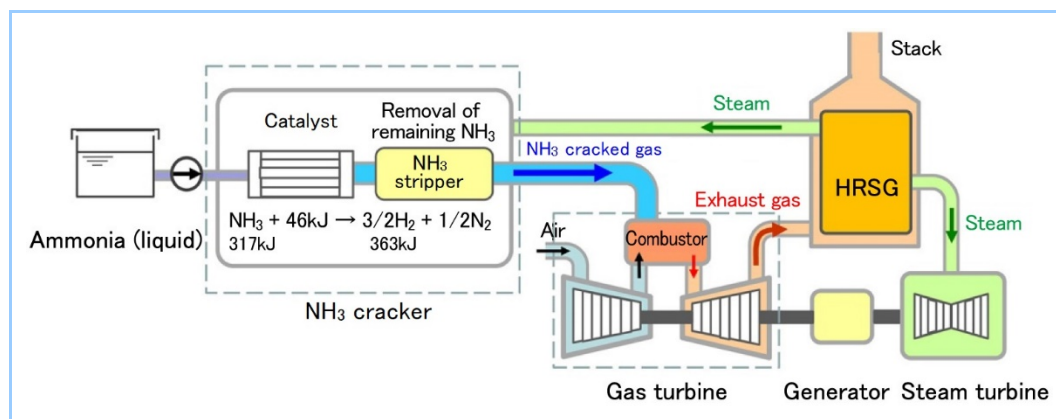 Stack
Steam
Removal of
remaining NH₃
Catalyst
NH₃ cracked gas
NH₃
stripper
HRSG
Exhaust gas
NH₃ + 46kJ → 3/2H₂ + 1/2N₂
317kJ 363kJ
Ammonia (liquid)
Air
Combustor
Steam
NH₃ cracker
Gas turbine
Generator
Steam turbine